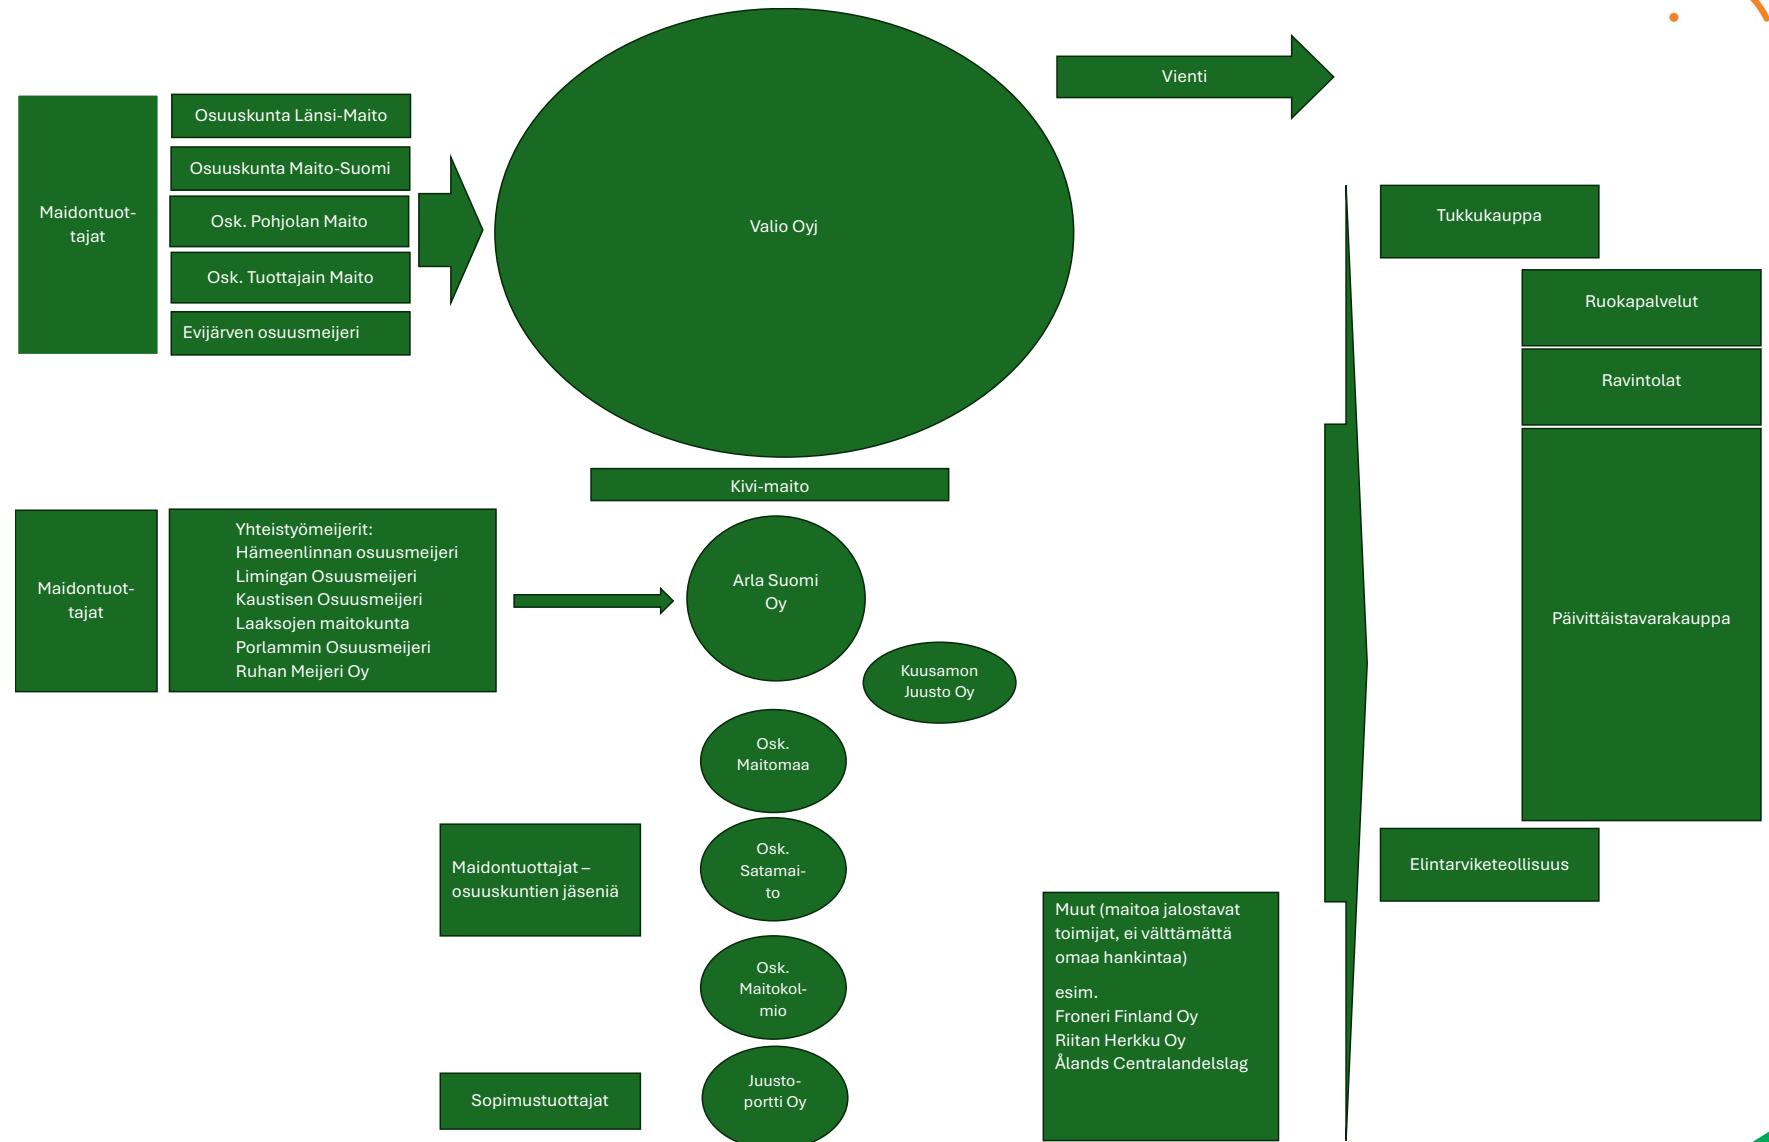 Vienti
Maidontuot-
tajat
Osuuskunta Länsi-Maito
Osuuskunta Maito-Suomi
Osk. Pohjolan Maito
Osk. Tuottajain Maito
Evijärven osuusmeijeri
Valio Oyj
Tukkukauppa
Ruokapalvelut
Ravintolat
Päivittäistavarakauppa
Elintarviketeollisuus
Kivi-maito
Maidontuot-
tajat
Yhteistyömeijerit:
Hämeenlinnan osuusmeijeri
Limingan Osuusmeijeri
Kaustisen Osuusmeijeri
Laaksojen maitokunta
Porlammin Osuusmeijeri
Ruhan Meijeri Oy
Arla Suomi
Oy
Kuusamon
Juusto Oy
Osk.
Maitomaa
Maidontuottajat –
osuuskuntien jäseniä
Osk.
Satamai-
to
Osk.
Maitokol-
mio
Sopimustuottajat
Juusto-
portti Oy
Muut (maitoa jalostavat
toimijat, ei välttämättä
omaa hankintaa)
esim.
Froneri Finland Oy
Riitan Herkku Oy
Ålands Centralandelslag